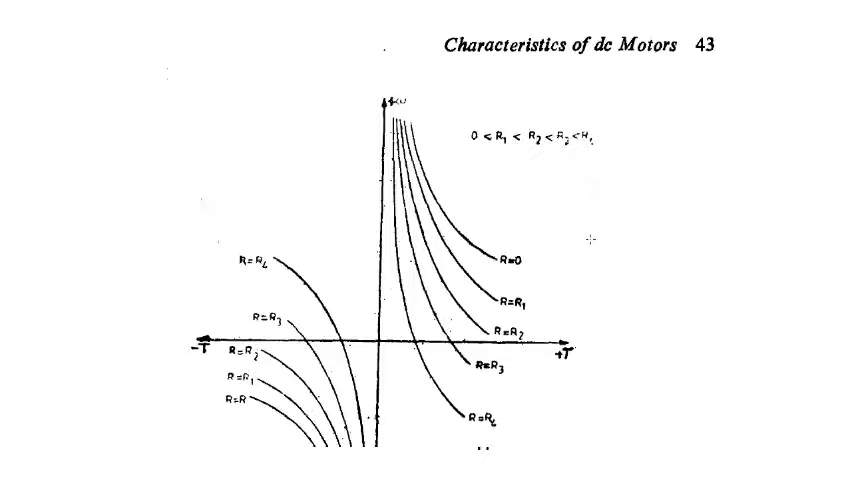 Characteristics of dc Motors 43
+ω
0 < R₁ < R₂ < R₃ < R₄
R=R₄
R=0
R=R₁
R=R₃
R=R₂
-T
+T
R=R₂
R=R₃
R=R₁
R=R
R=R₄